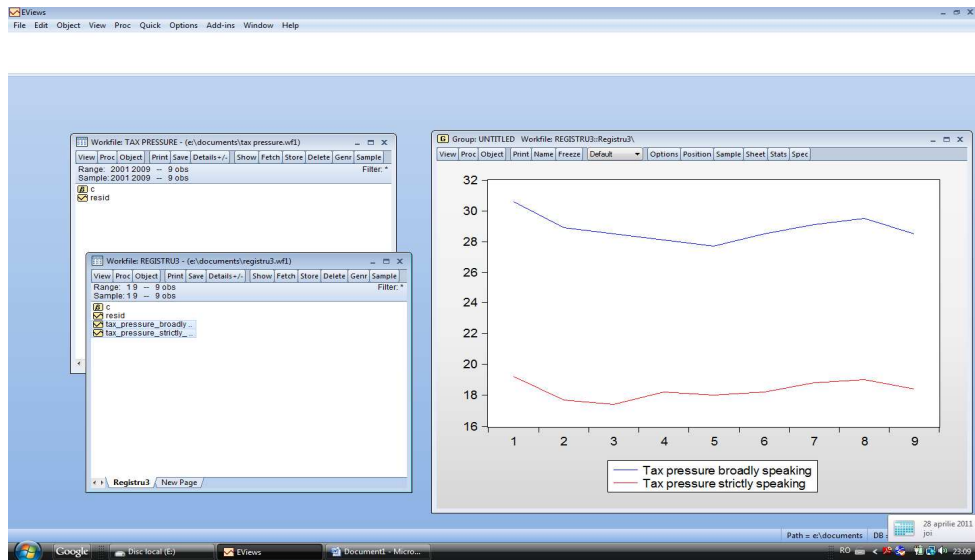 EViews
File Edit Object View Proc Quick Options Add-ins Window Help
Workfile: TAX PRESSURE - (e:\documents\tax pressure.wf1)
View Proc Object Print Save Details+/- Show Fetch Store Delete Genr Sample
Range: 2001 2009 -- 9 obs Filter: *
Sample: 2001 2009 -- 9 obs
c
resid
Workfile: REGISTRU3 - (e:\documents\registru3.wf1)
View Proc Object Print Save Details+/- Show Fetch Store Delete Genr Sample
Range: 1 9 -- 9 obs Filter: *
Sample: 1 9 -- 9 obs
c
resid
tax_pressure_broadly...
tax_pressure_strictly_...
Registru3 New Page
G Group: UNTITLED Workfile: REGISTRU3::Registru3\
View Proc Object Print Name Freeze Default Options Position Sample Sheet Stats Spec
32
30
28
26
24
22
20
18
16
1 2 3 4 5 6 7 8 9
Tax pressure broadly speaking
Tax pressure strictly speaking
Path = e:\documents DB
28 aprilie 2011
joi
Google Disc local (E:) EViews Document1 - Micro... RO 23:09